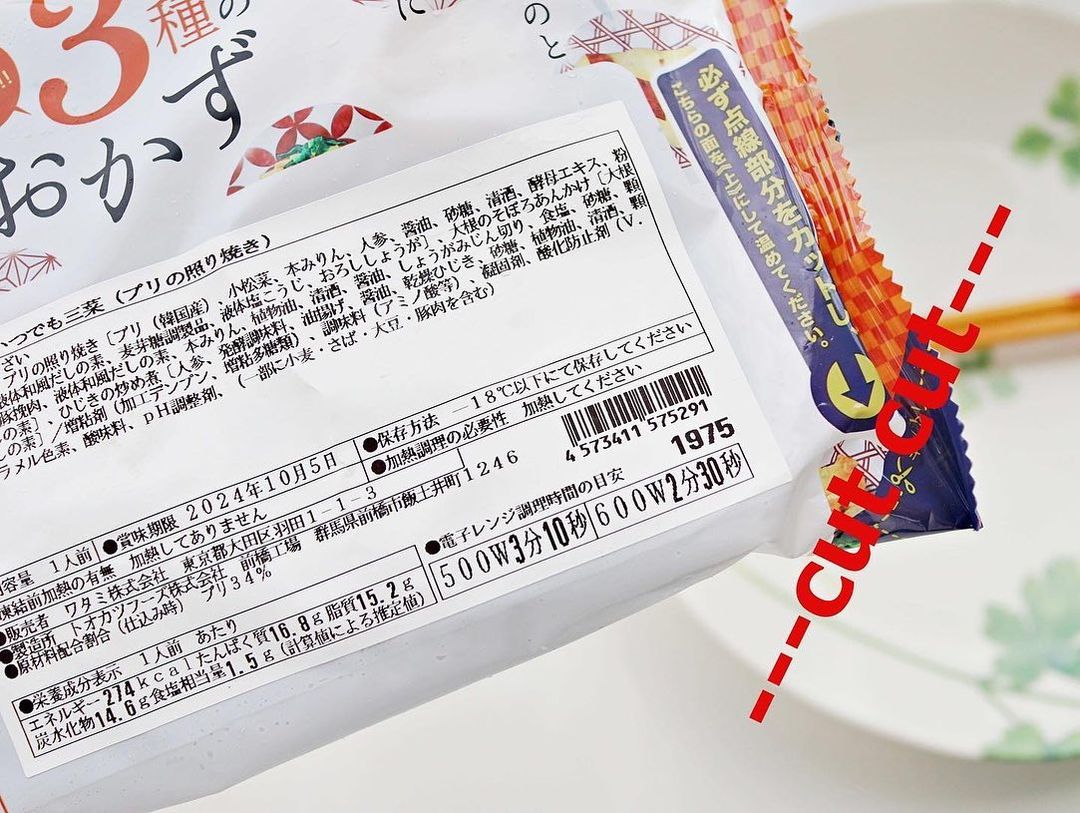 3種の
おかず
のと
に
必ず点線部分をカットし
こちらの面を〈上〉にして温めてください。
---cut cut---
いつでも三菜(ブリの照り焼き)
ブリの照り焼き[ブリ(韓国産)、小松菜、本みりん、人参、醤油、砂糖、清酒、酵母エキス、粉
液体和風だしの素、麦芽糖調製品、液体塩こうじ、おろししょうが]、大根のそぼろあんかけ[大根
豚挽肉、液体和風だしの素、本みりん、植物油、清酒、醤油、しょうがみじん切り、食塩、砂糖、顆
ひじきの炒め煮[人参、発酵調味料、油揚げ、醤油、乾燥ひじき、砂糖、植物油、清酒、顆
しの素]/増粘剤(加工デンプン、増粘多糖類)、調味料(アミノ酸等)、凝固剤、酸化防止剤(V.
ラメル色素、酸味料、pH調整剤、(一部に小麦・さば・大豆・豚肉を含む)
内容量 1人前
●賞味期限 2024年10月5日
●保存方法 -18℃以下にて保存してください
凍結前加熱の有無 加熱してありません
●加熱調理の必要性 加熱してください
●販売者 ワタミ株式会社 東京都大田区羽田1-1-3
●製造所 トオカツフーズ株式会社 前橋工場 群馬県前橋市飯土井町1246
●原材料配合割合(仕込み時) ブリ34%
4573411 575291
1975
●電子レンジ調理時間の目安
500W3分10秒 600W2分30秒
●栄養成分表示 1人前 あたり
エネルギー274kcalたんぱく質16.8g脂質15.2g
炭水化物14.6g食塩相当量1.5g(計算値による推定値)